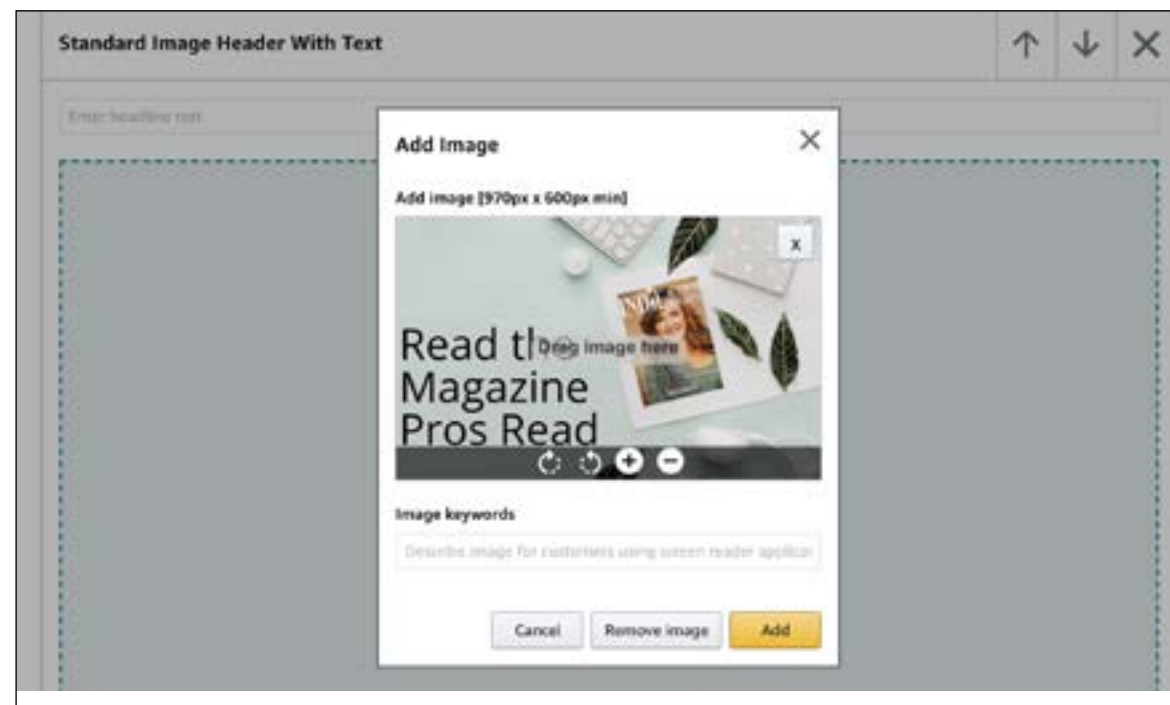 Standard Image Header With Text
Enter headline text
Add Image
Add image [970px x 600px min]
x
Read
Drag image here
Magazine
Pros Read
Image keywords
Describe image for customers using screen reader applicat
Cancel
Remove image
Add